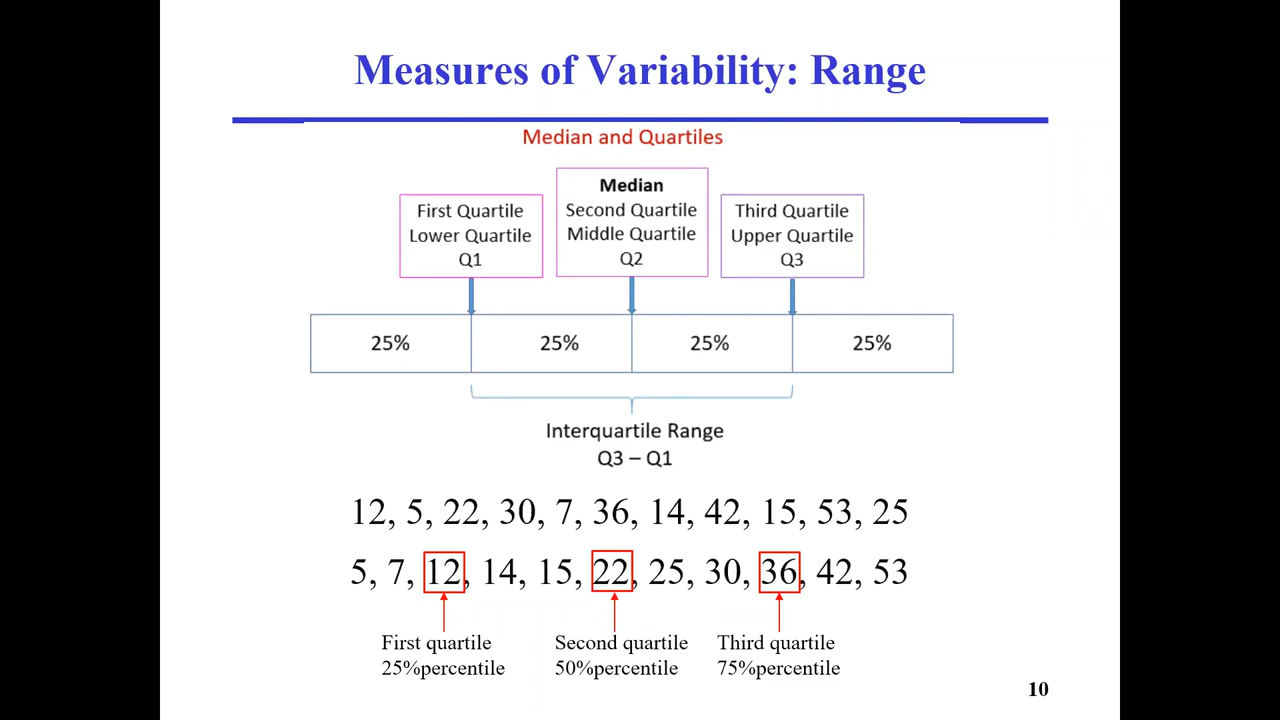 Measures of Variability: Range
Median and Quartiles
First Quartile
Lower Quartile
Q1
Median
Second Quartile
Middle Quartile
Q2
Third Quartile
Upper Quartile
Q3
25%
25%
25%
25%
Interquartile Range
Q3 – Q1
12, 5, 22, 30, 7, 36, 14, 42, 15, 53, 25
5, 7, 12, 14, 15, 22, 25, 30, 36, 42, 53
First quartile
25%percentile
Second quartile
50%percentile
Third quartile
75%percentile
10